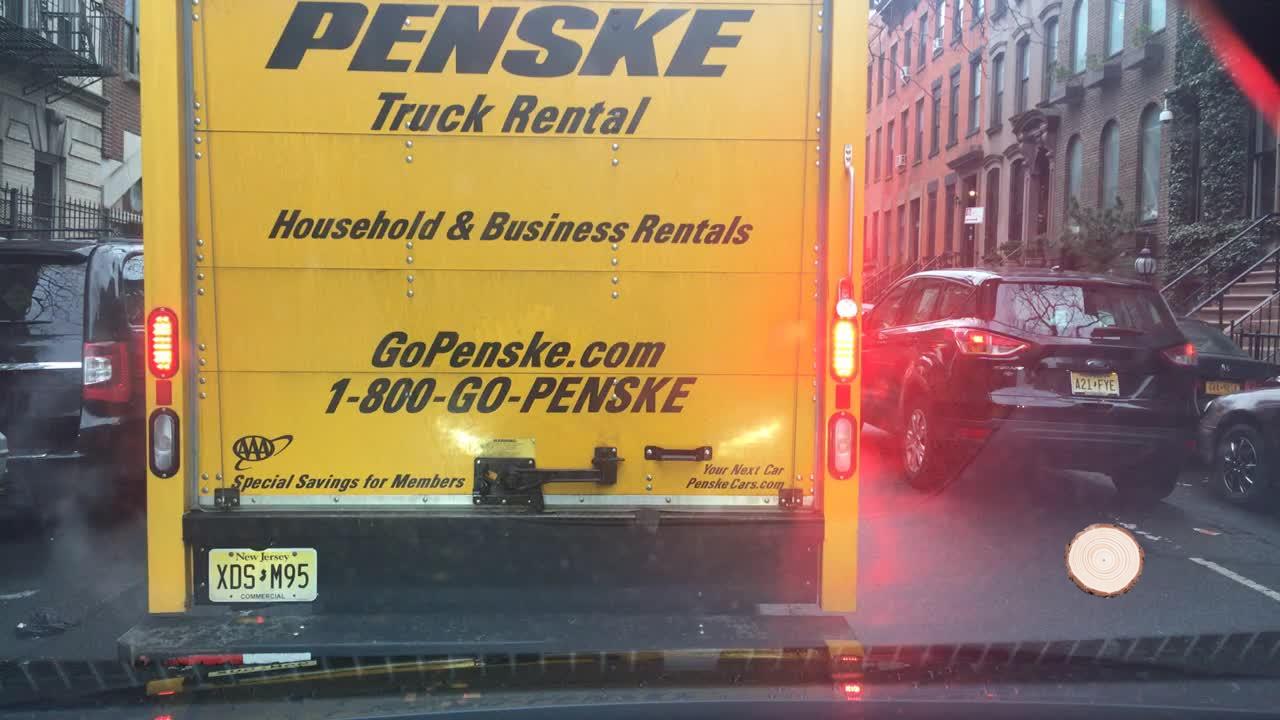 PENSKE
Truck Rental
Household & Business Rentals
GoPenske.com
1-800-GO-PENSKE
AAA
Special Savings for Members
WARNING
Your Next Car
PenskeCars.com
New Jersey
XDS M95
COMMERCIAL
A21 FYE